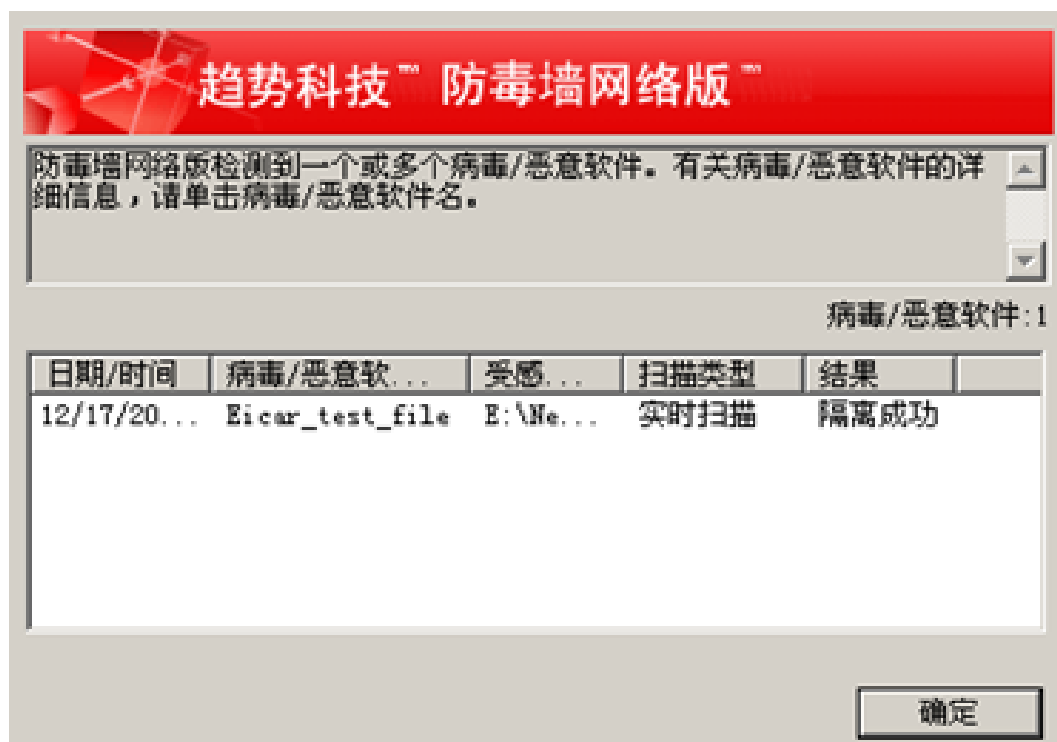 趋势科技™ 防毒墙网络版™
防毒墙网络版检测到一个或多个病毒/恶意软件。有关病毒/恶意软件的详
细信息，请单击病毒/恶意软件名。
病毒/恶意软件:1
日期/时间 病毒/恶意软... 受感... 扫描类型 结果
12/17/20... Eicar_test_file E:\Ne... 实时扫描 隔离成功
确定